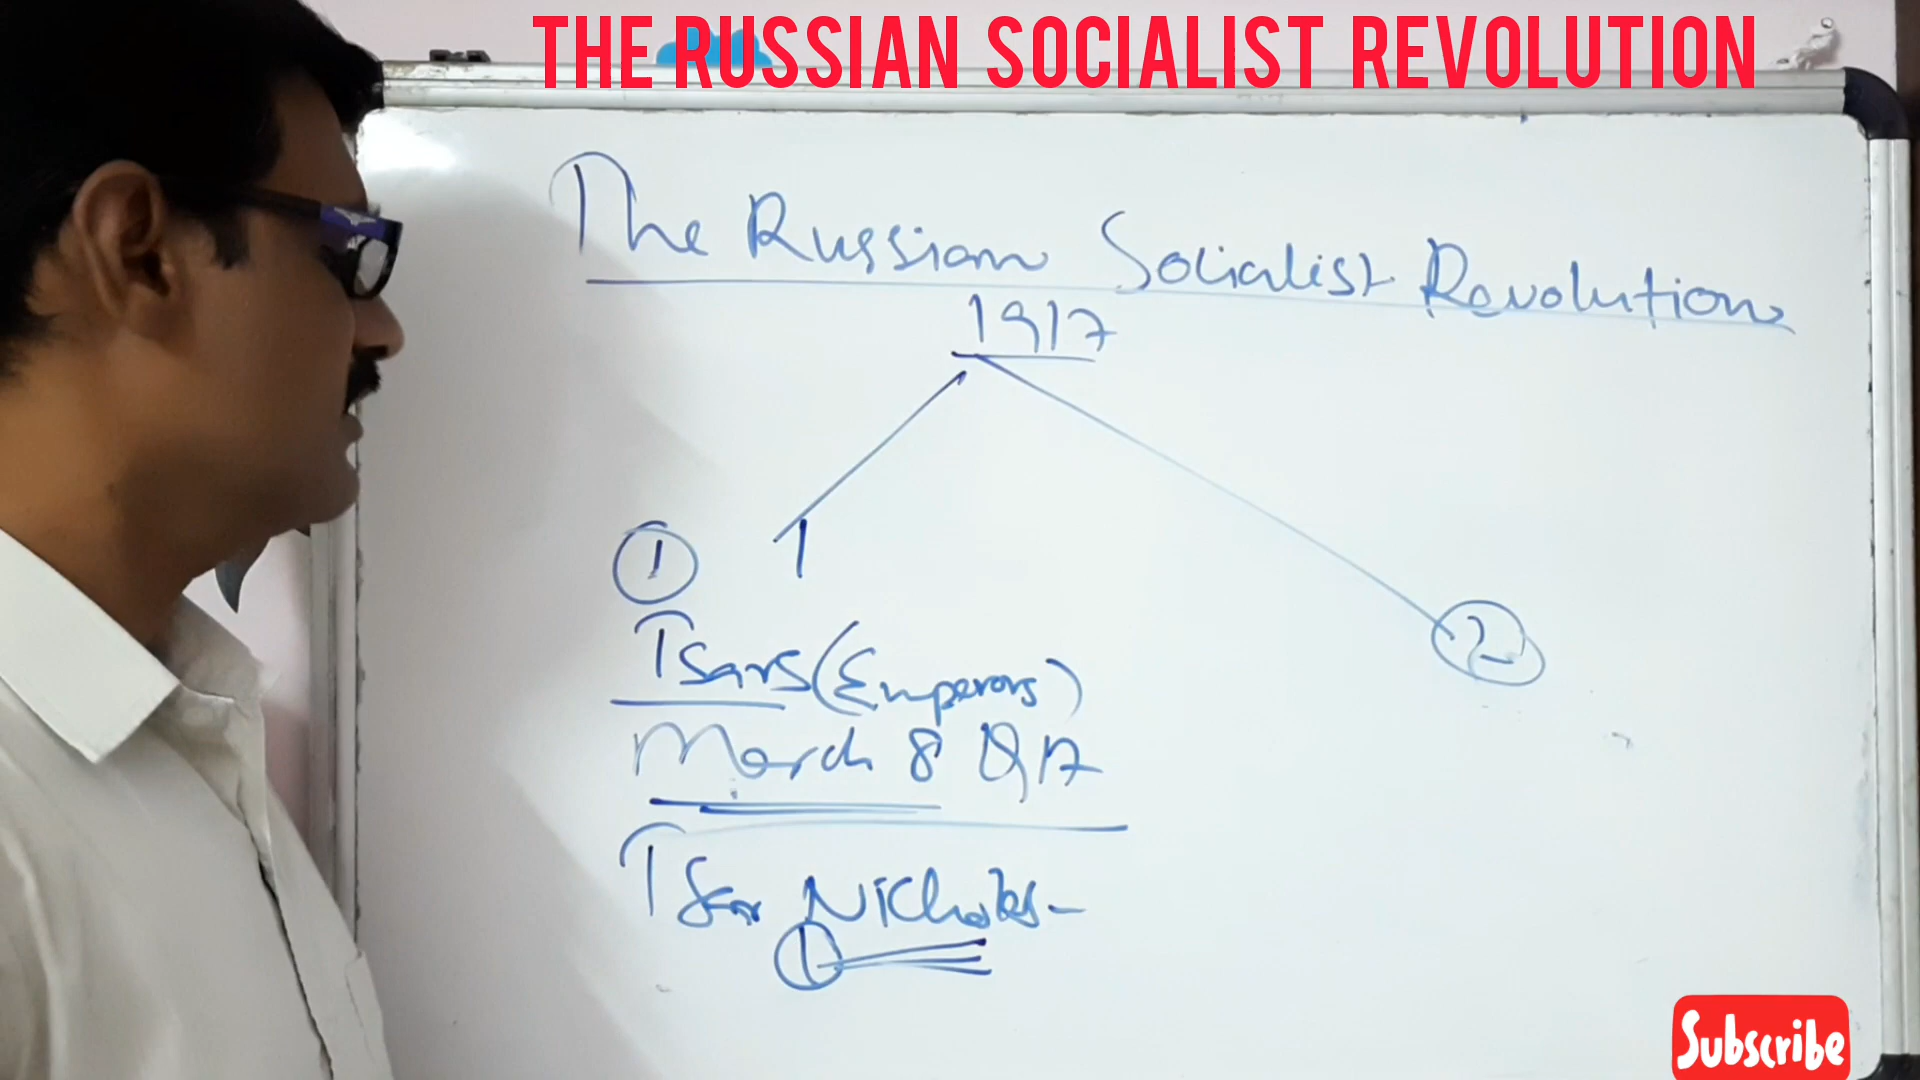 THE RUSSIAN SOCIALIST REVOLUTION
The Russian Socialist Revolution
1917
1
1
2
Tsars (Emperors)
March 8 1917
Tsar Nicholas -
1
Subscribe